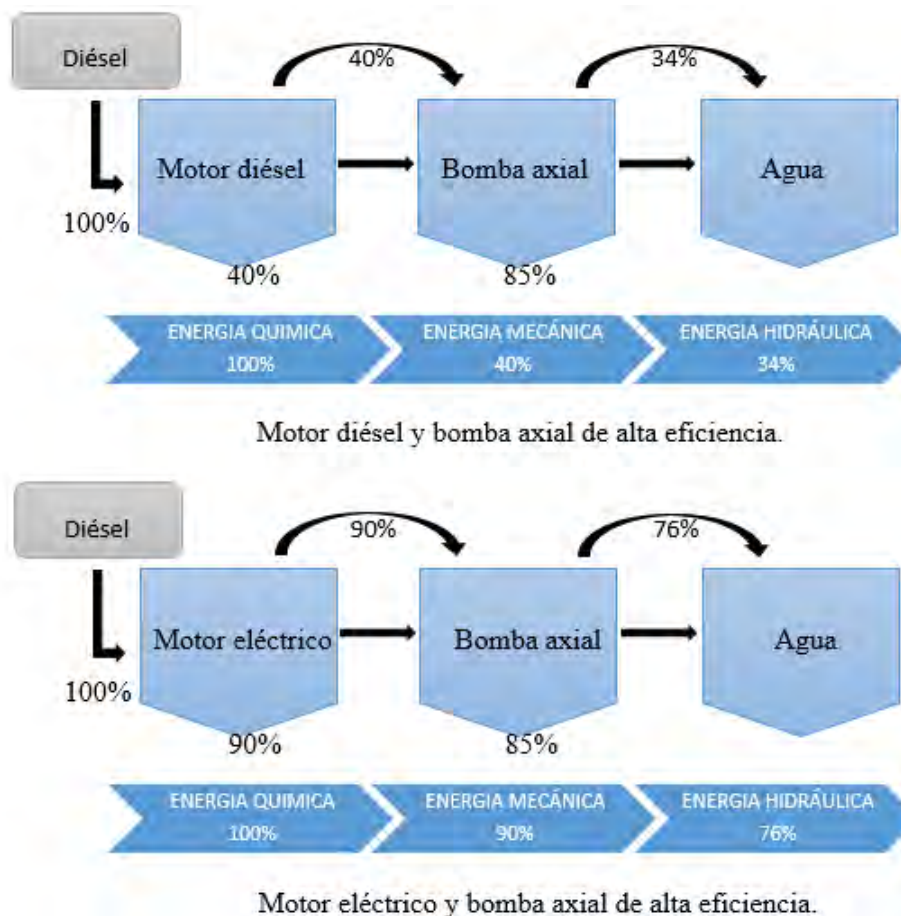 Diésel
40%
34%
Motor diésel
Bomba axial
Agua
100%
40%
85%
ENERGIA QUIMICA
100%
ENERGIA MECÁNICA
40%
ENERGIA HIDRÁULICA
34%
Motor diésel y bomba axial de alta eficiencia.
Diésel
90%
76%
Motor eléctrico
Bomba axial
Agua
100%
90%
85%
ENERGIA QUIMICA
100%
ENERGIA MECÁNICA
90%
ENERGIA HIDRÁULICA
76%
Motor eléctrico y bomba axial de alta eficiencia.